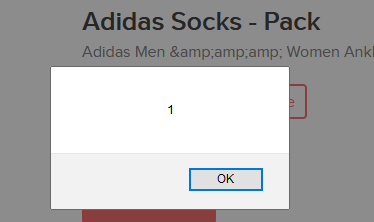 Adidas Socks - Pack
Adidas Men &amp;amp;amp; Women Ankl
1
OK